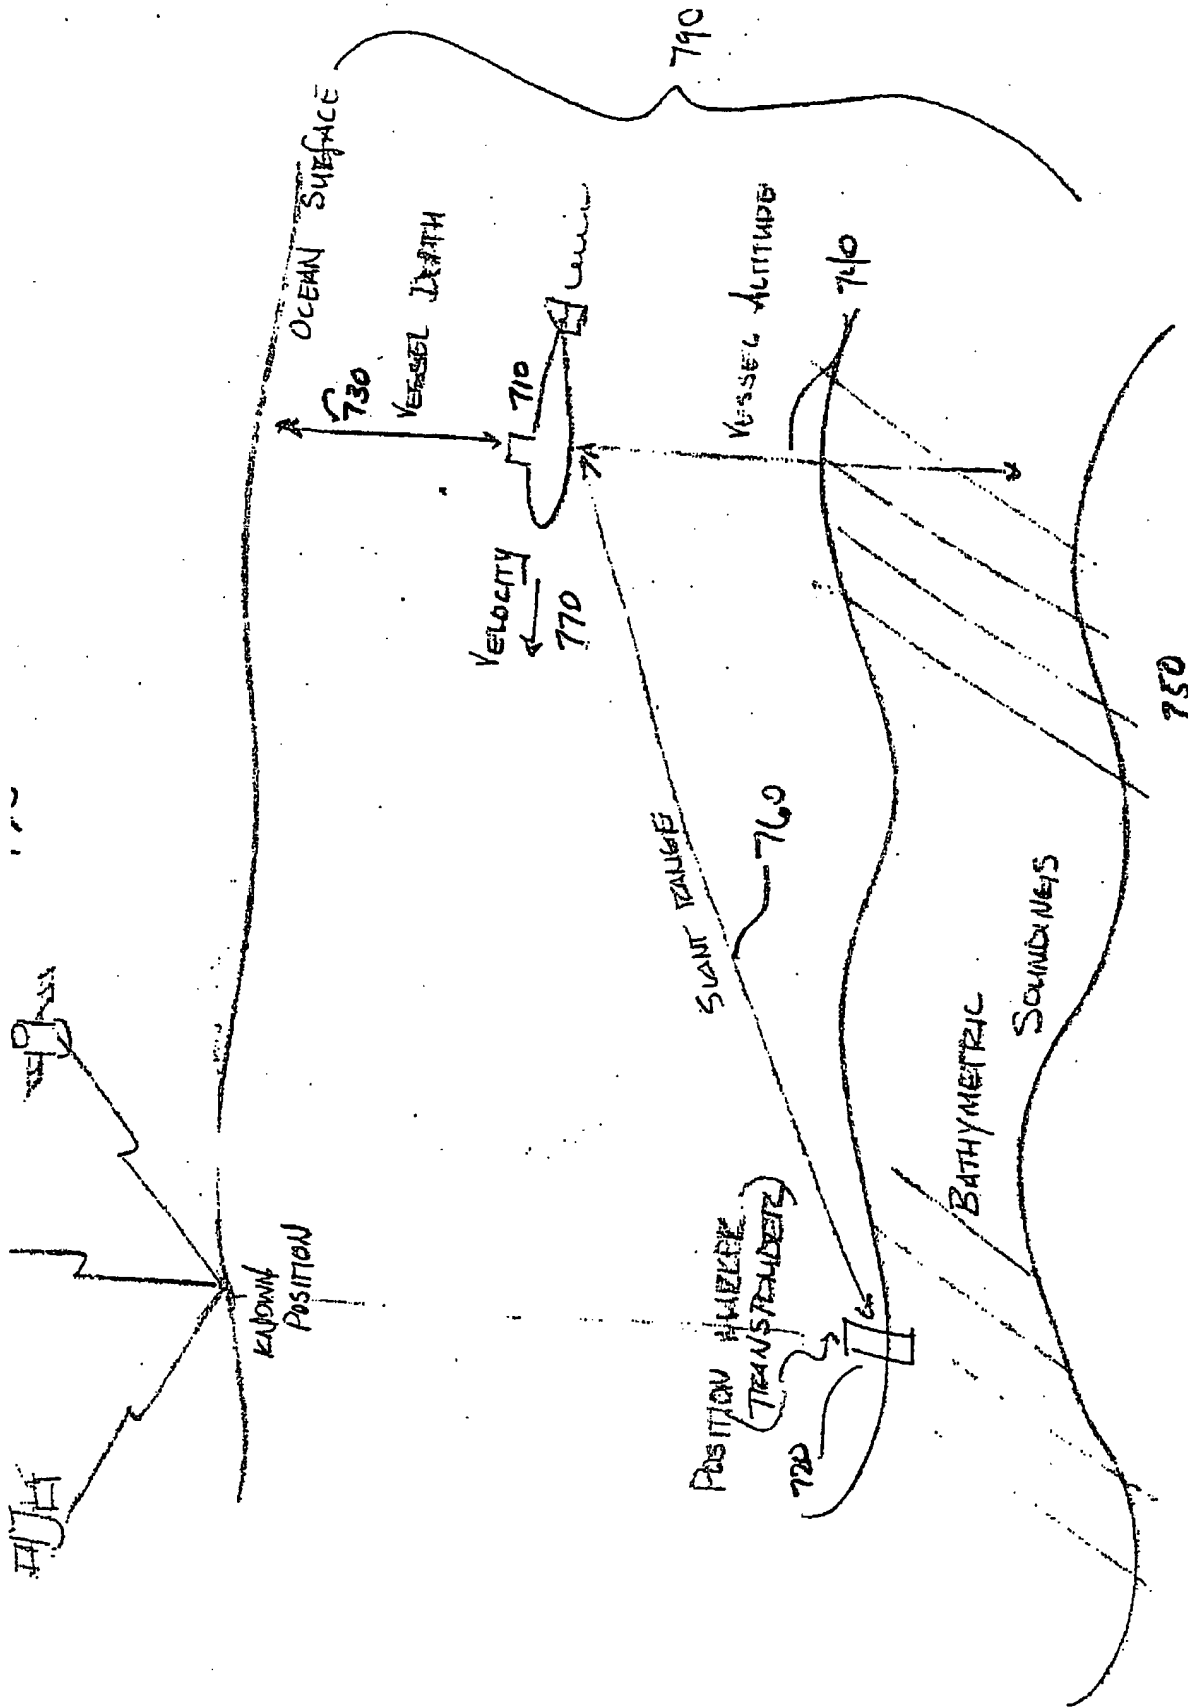 KNOWN
POSITION
OCEAN SURFACE
730
VESSEL DEPTH
790
710
VELOCITY
770
SLANT RANGE
760
VESSEL ALTITUDE
740
POSITION
(TRANSPONDER)
720
BATHYMETRIC
SOUNDINGS
750